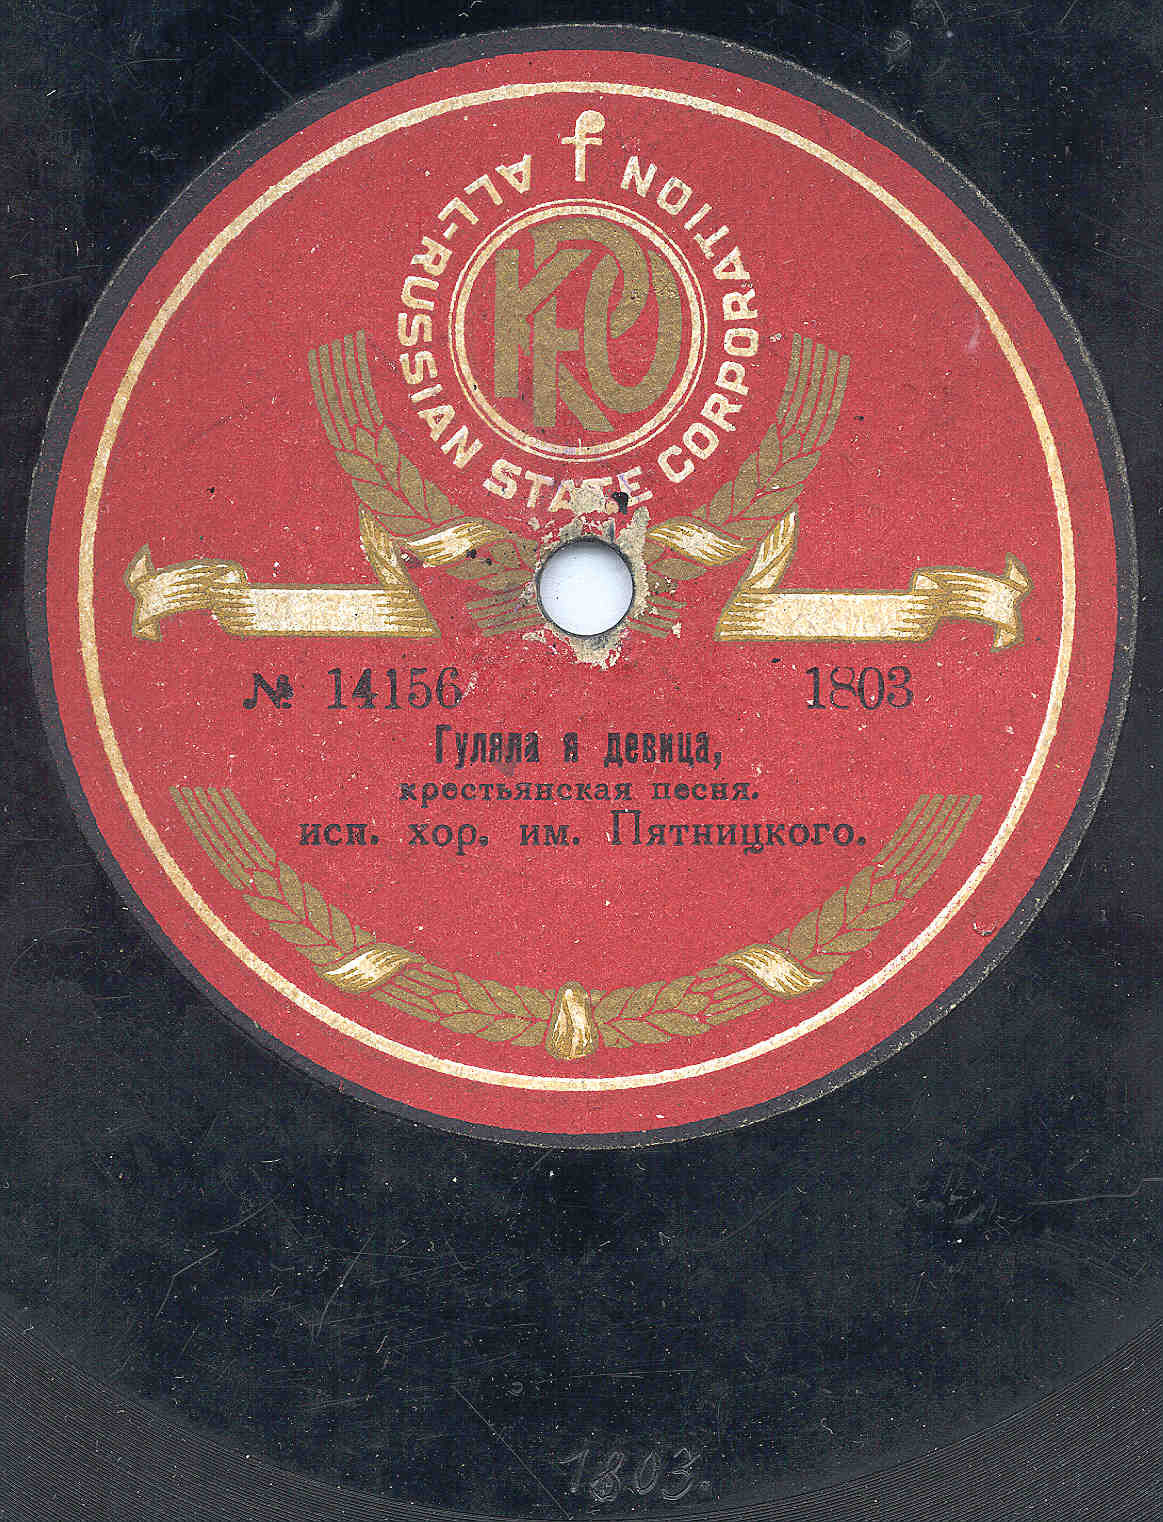 ALL-RUSSIAN STATE CORPORATION
№ 14156 1803
Гуляла я девица,
крестьянская песня.
исп. хор. им. Пятницкого.
1803.